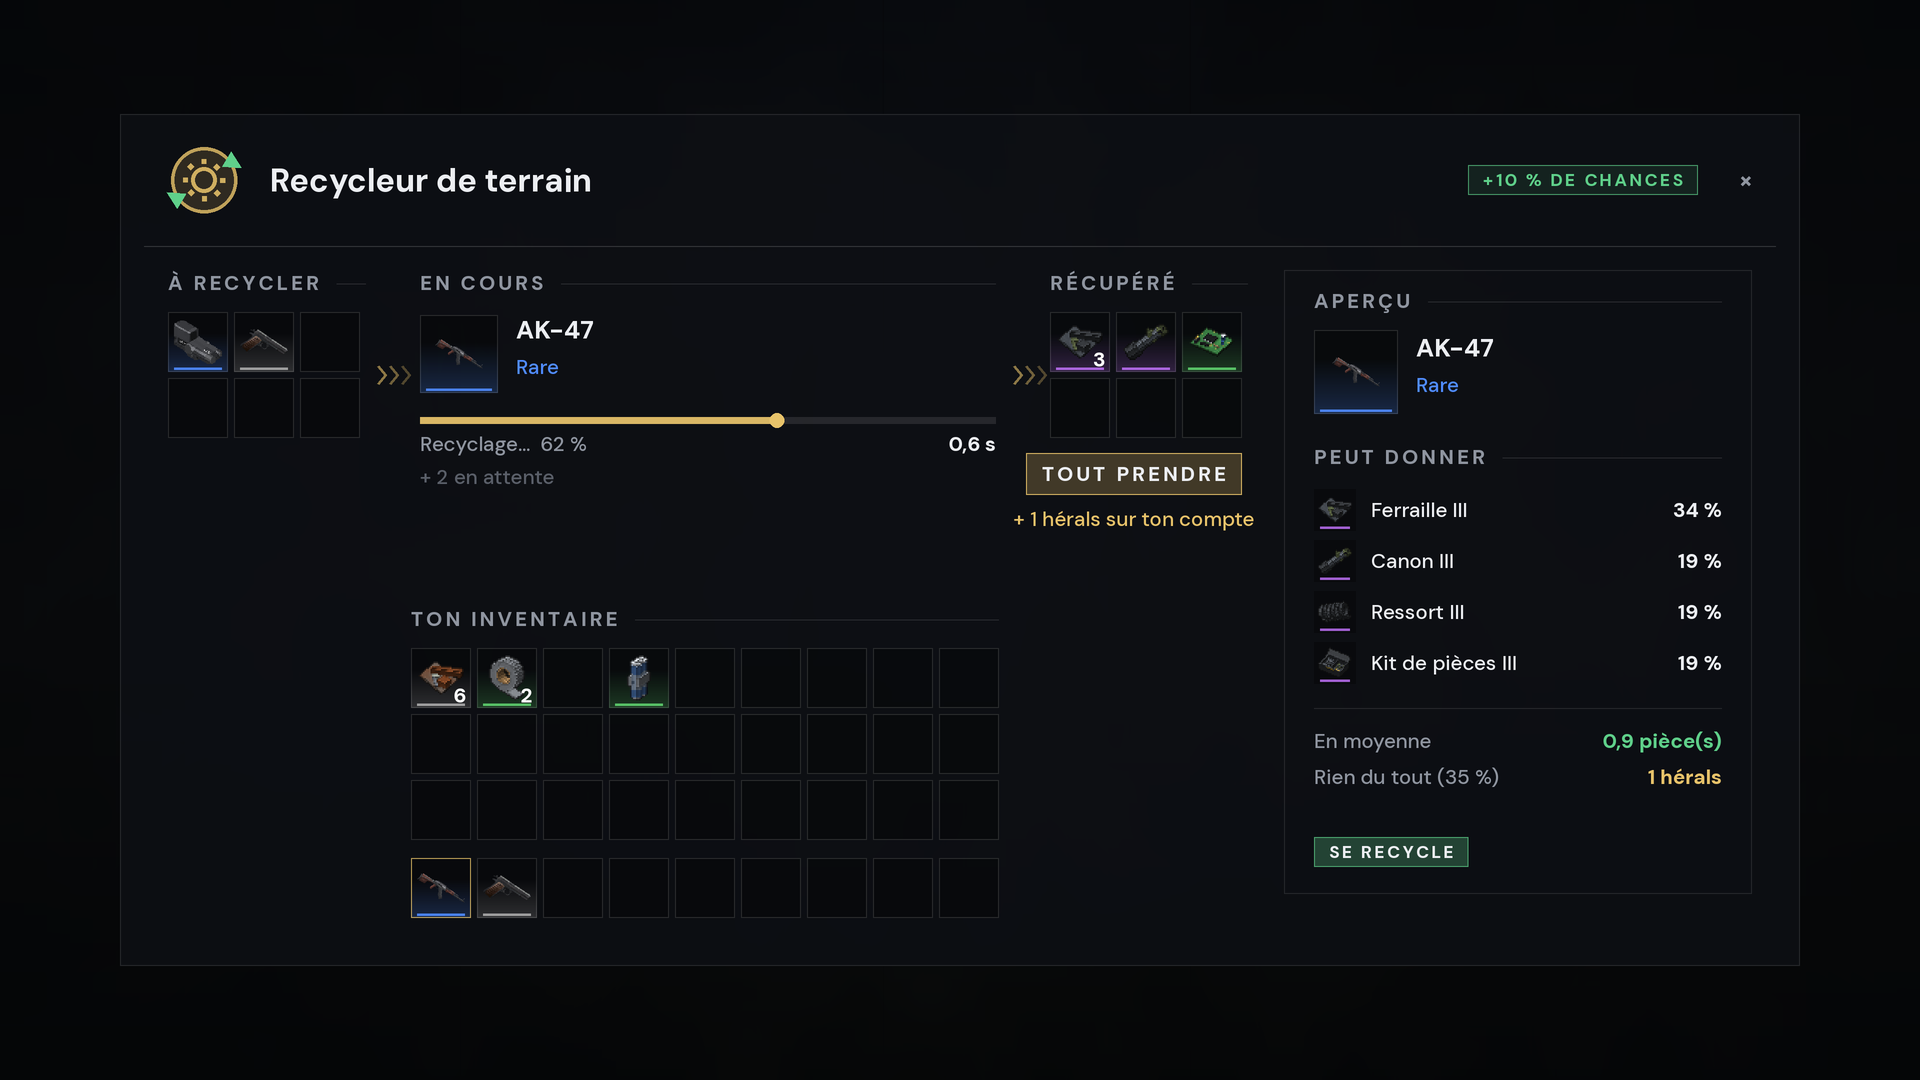 Recycleur de terrain
+10 % DE CHANCES
×
À RECYCLER
EN COURS
AK-47
Rare
Recyclage... 62 %
0,6 s
+ 2 en attente
RÉCUPÉRÉ
3
TOUT PRENDRE
+ 1 hérals sur ton compte
TON INVENTAIRE
6
2
APERÇU
AK-47
Rare
PEUT DONNER
Ferraille III
34 %
Canon III
19 %
Ressort III
19 %
Kit de pièces III
19 %
En moyenne
0,9 pièce(s)
Rien du tout (35 %)
1 hérals
SE RECYCLE